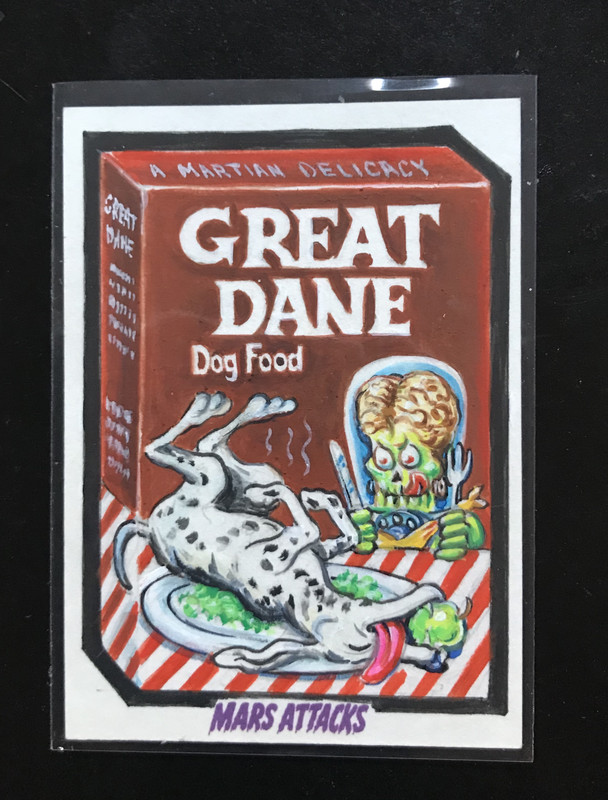 A MARTIAN DELICACY
GREAT
DANE
GREAT
DANE
Dog Food
MARS ATTACKS